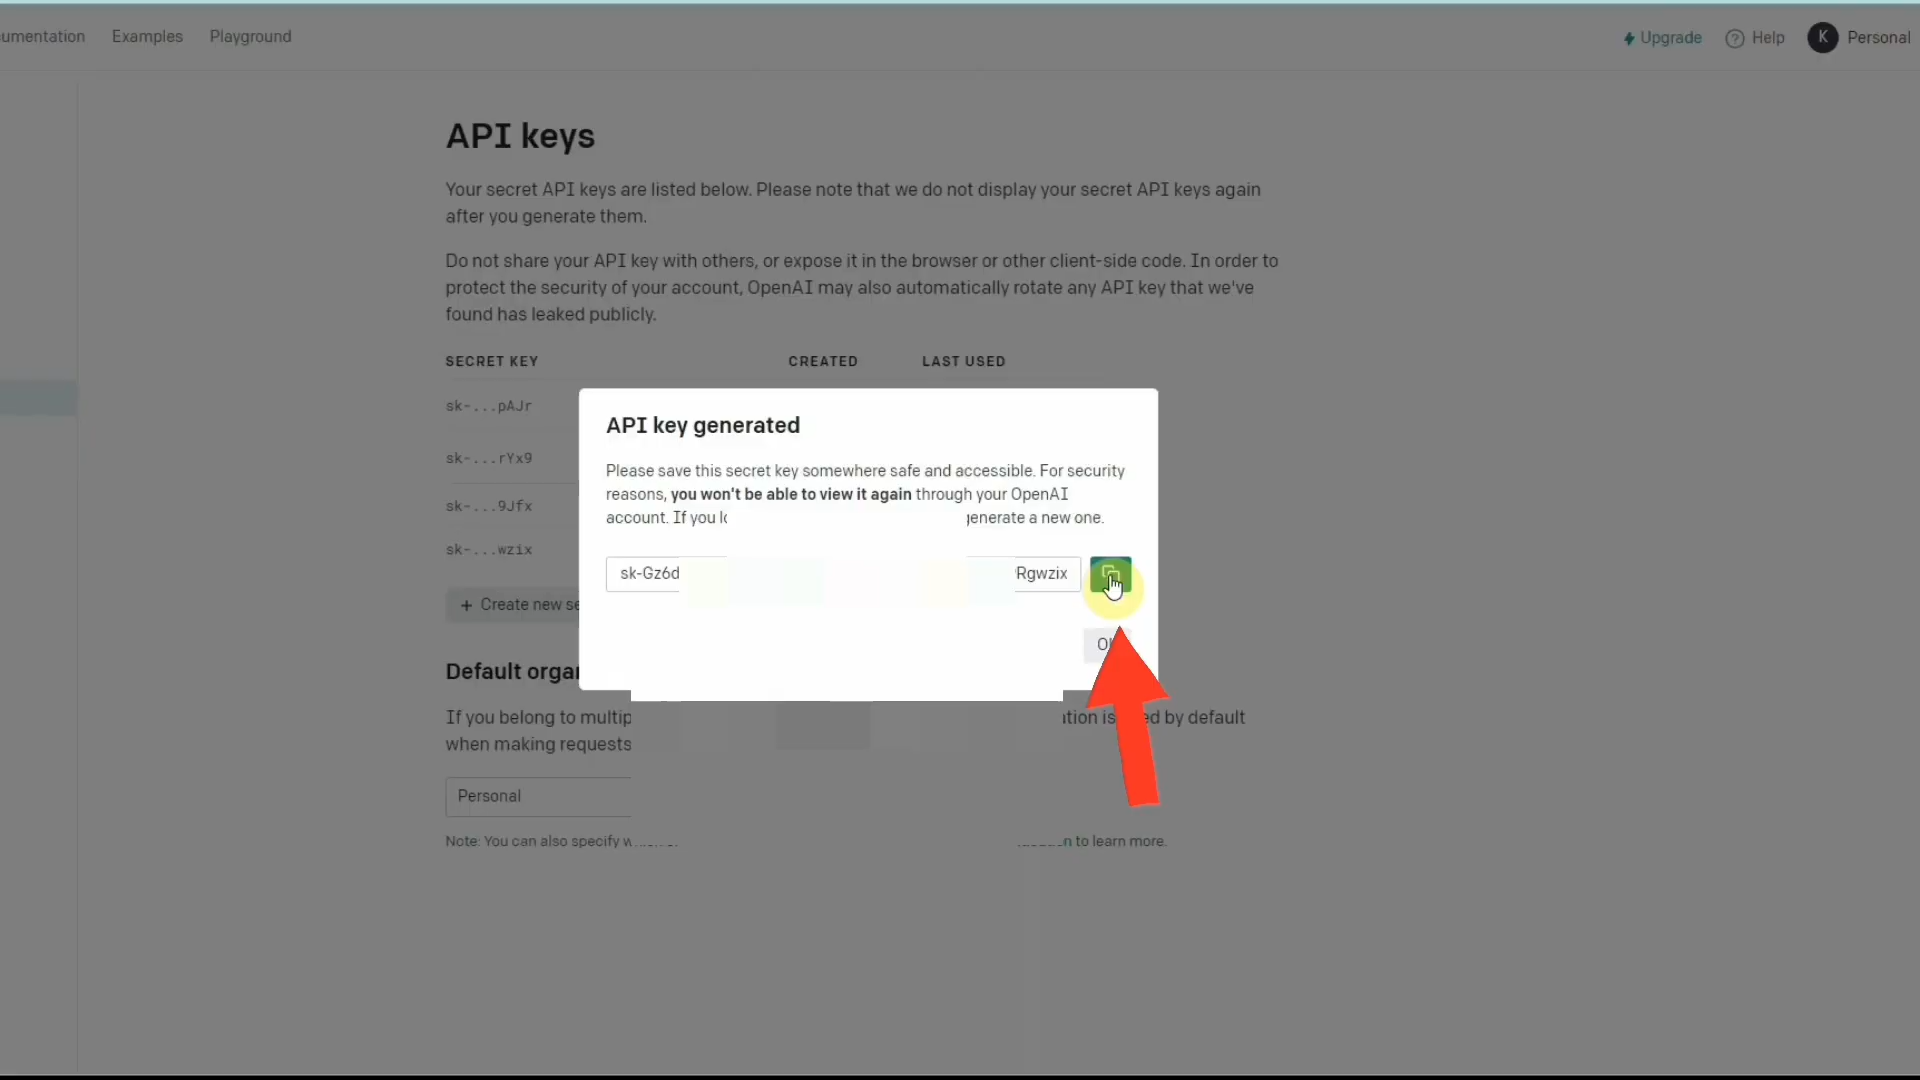 Examples Playground
Upgrade Help K Personal
API keys
Your secret API keys are listed below. Please note that we do not display your secret API keys again
after you generate them.
Do not share your API key with others, or expose it in the browser or other client-side code. In order to
protect the security of your account, OpenAI may also automatically rotate any API key that we've
found has leaked publicly.
SECRET KEY CREATED LAST USED
sk-...pAJr
sk-...rYx9
sk-...9Jfx
sk-...wzix
+ Create new
API key generated
Please save this secret key somewhere safe and accessible. For security
reasons, you won't be able to view it again through your OpenAI
account. If you generate a new one.
sk-Gz6d Rgwzix
Default
If you belong to is by default
when making requests
Personal
Note: You can also specify to learn more.